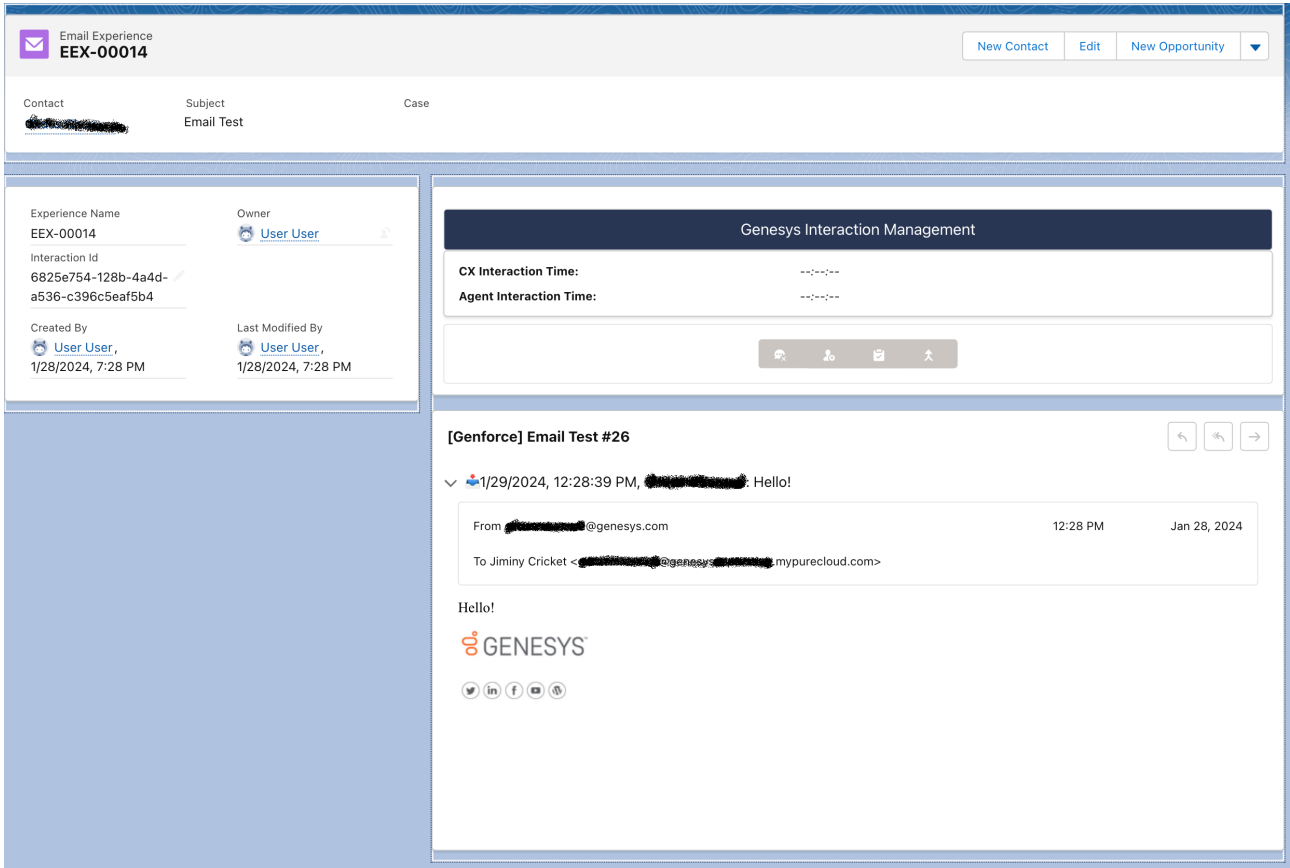 Email Experience
EEX-00014
New Contact
Edit
New Opportunity
Contact
Subject
Case
Email Test
Experience Name
Owner
EEX-00014
User User
Interaction Id
6825e754-128b-4a4d-
a536-c396c5eaf5b4
Created By
Last Modified By
User User,
User User,
1/28/2024, 7:28 PM
1/28/2024, 7:28 PM
Genesys Interaction Management
CX Interaction Time:
--:--:--
Agent Interaction Time:
--:--:--
[Genforce] Email Test #26
1/29/2024, 12:28:39 PM, : Hello!
From @genesys.com
12:28 PM
Jan 28, 2024
To Jiminy Cricket < @genesys .mypurecloud.com>
Hello!
GENESYS